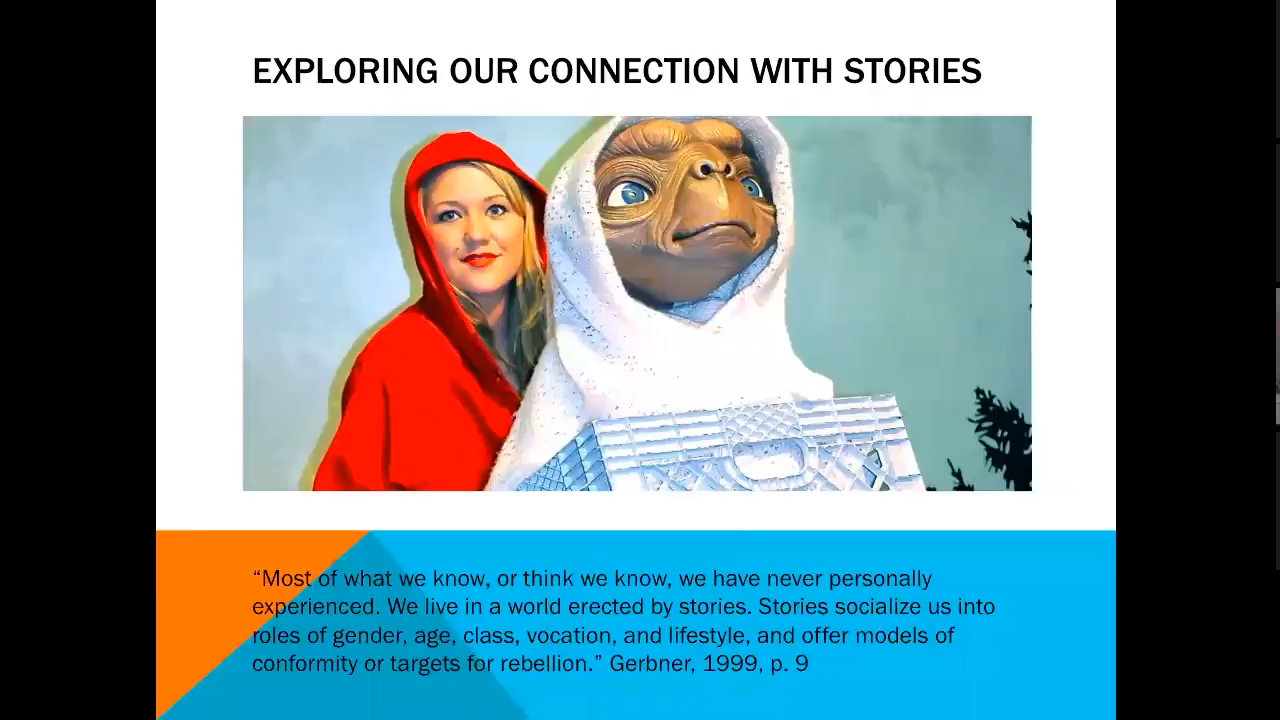 EXPLORING OUR CONNECTION WITH STORIES
“Most of what we know, or think we know, we have never personally
experienced. We live in a world erected by stories. Stories socialize us into
roles of gender, age, class, vocation, and lifestyle, and offer models of
conformity or targets for rebellion.” Gerbner, 1999, p. 9